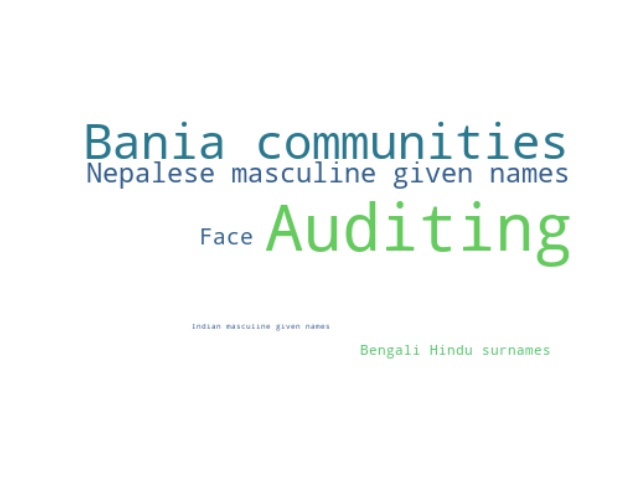 Bania communities
Nepalese masculine given names
Face Auditing
Indian masculine given names
Bengali Hindu surnames